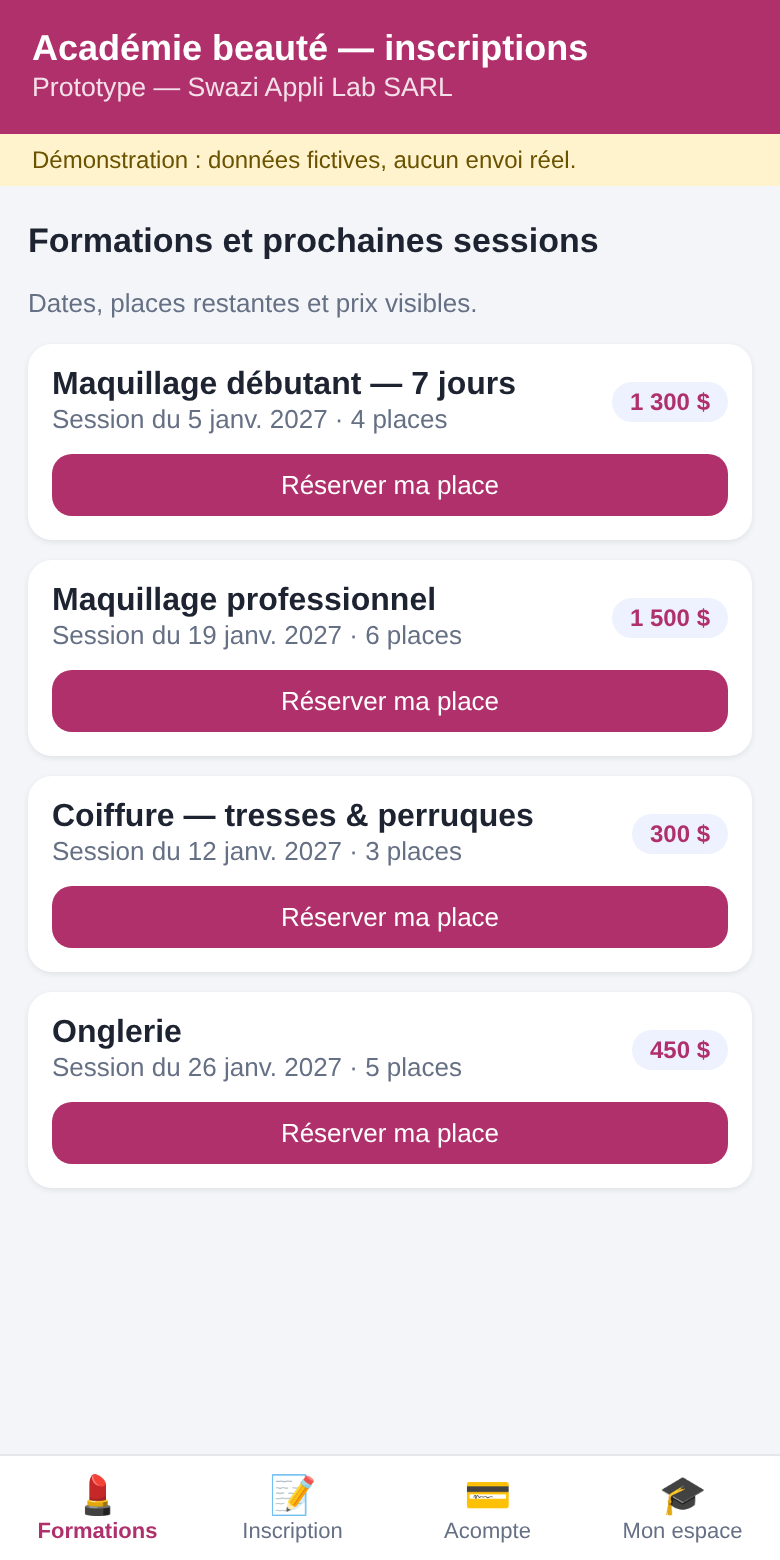 Académie beauté — inscriptions
Prototype — Swazi Appli Lab SARL
Démonstration : données fictives, aucun envoi réel.
Formations et prochaines sessions
Dates, places restantes et prix visibles.
Maquillage débutant — 7 jours
Session du 5 janv. 2027 · 4 places
1 300 $
Réserver ma place
Maquillage professionnel
Session du 19 janv. 2027 · 6 places
1 500 $
Réserver ma place
Coiffure — tresses & perruques
Session du 12 janv. 2027 · 3 places
300 $
Réserver ma place
Onglerie
Session du 26 janv. 2027 · 5 places
450 $
Réserver ma place
Formations
Inscription
Acompte
Mon espace